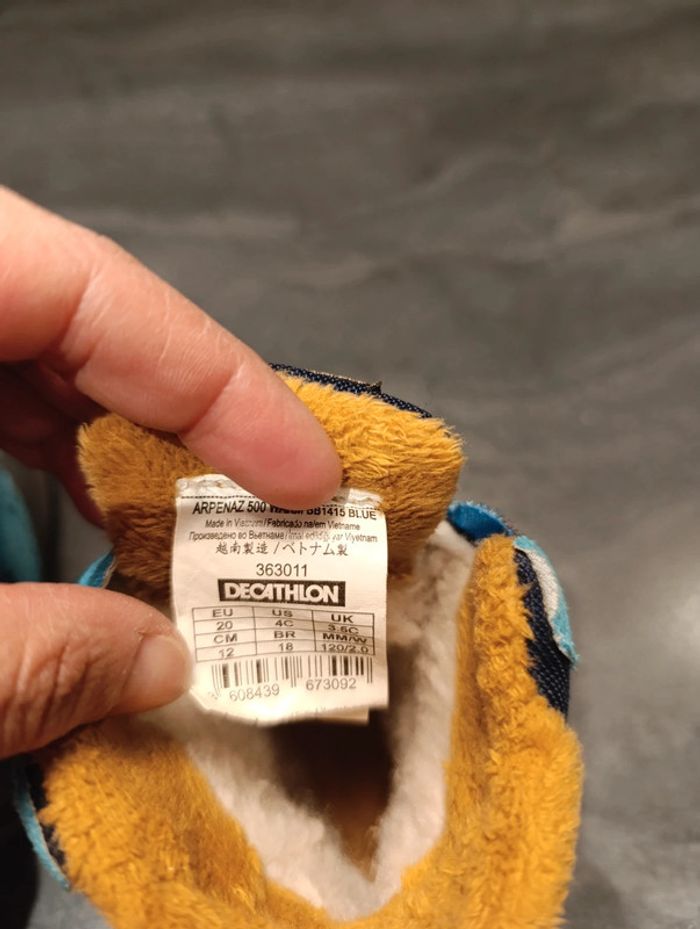 ARPENAZ 500 BB1415 BLUE
Made in Vietnam/Fabricado na/em Vietname
Произведено во Вьетнаме/
越南製造/ベトナム製
363011
DECATHLON
EU US UK
20 4C 3.5C
CM BR MM/W
12 18 120/2.0
608439 673092